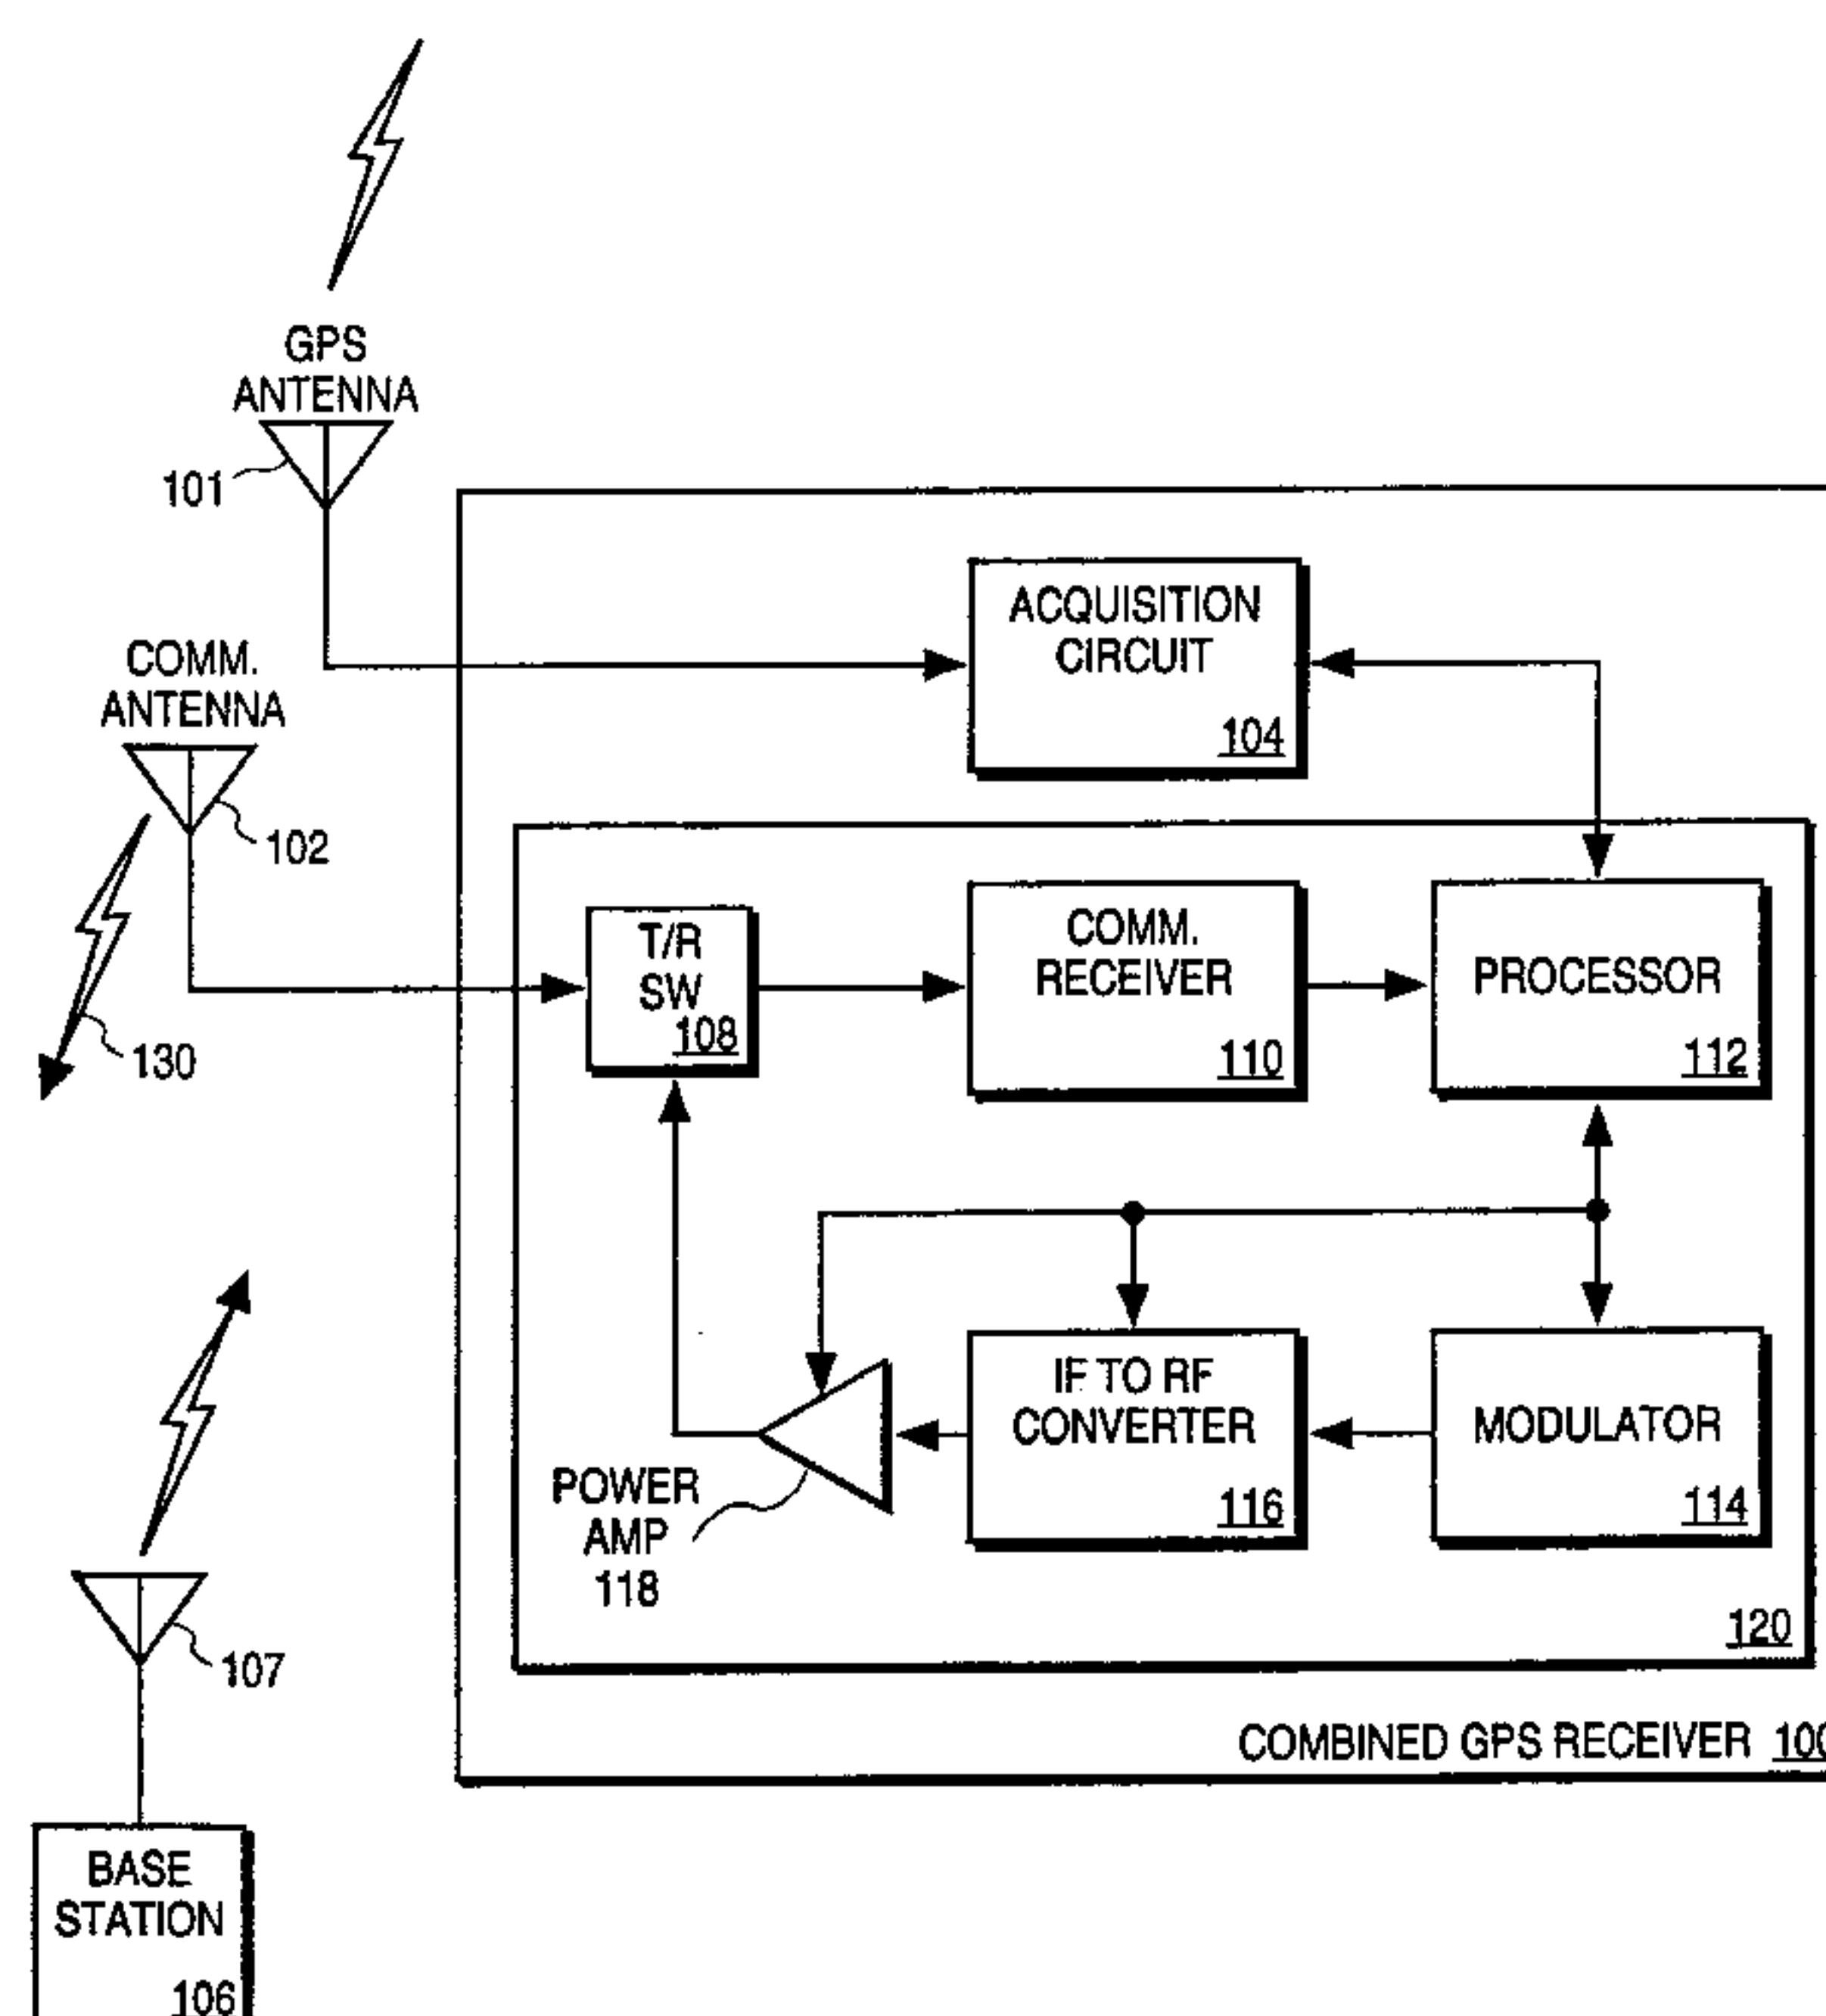 GPS
ANTENNA
101
ACQUISITION
CIRCUIT
104
COMM.
ANTENNA
102
130
T/R
SW
108
COMM.
RECEIVER
110
PROCESSOR
112
POWER
AMP
118
IF TO RF
CONVERTER
116
MODULATOR
114
120
107
COMBINED GPS RECEIVER 100
BASE
STATION
106